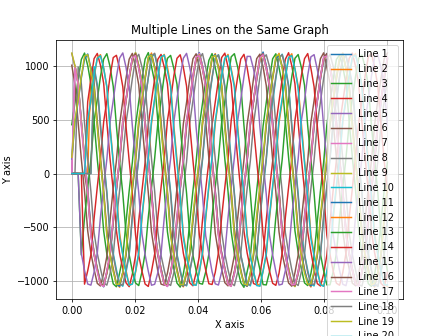 Multiple Lines on the Same Graph
Y axis
1000
500
0
−500
−1000
0.00
0.02
0.04
0.06
X axis
Line 1
Line 2
Line 3
Line 4
Line 5
Line 6
Line 7
Line 8
Line 9
Line 10
Line 11
Line 12
Line 13
Line 14
Line 15
Line 16
Line 17
Line 18
Line 19
Line 20